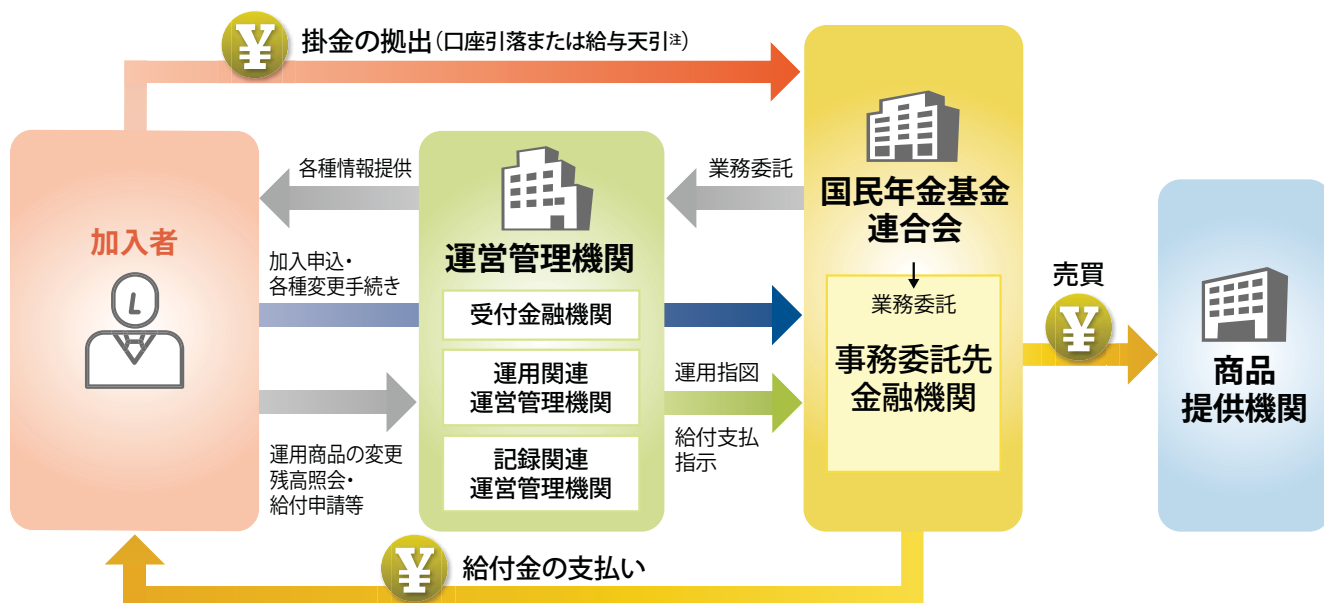 ¥
掛金の拠出(口座引落または給与天引注)
加入者
L
各種情報提供
加入申込・
各種変更手続き
運用商品の変更
残高照会・
給付申請等
運営管理機関
受付金融機関
運用関連
運営管理機関
記録関連
運営管理機関
業務委託
運用指図
給付支払
指示
国民年金基金
連合会
業務委託
事務委託先
金融機関
売買
¥
商品
提供機関
¥
給付金の支払い